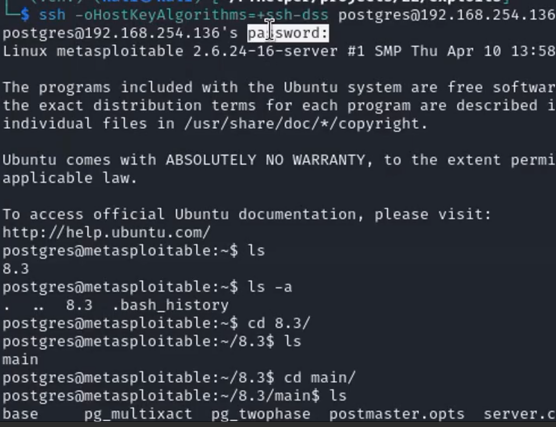 $ ssh -oHostKeyAlgorithms=+ssh-dss postgres@192.168.254.136
postgres@192.168.254.136's password:
Linux metasploitable 2.6.24-16-server #1 SMP Thu Apr 10 13:58
The programs included with the Ubuntu system are free softwar
the exact distribution terms for each program are described i
individual files in /usr/share/doc/*/copyright.
Ubuntu comes with ABSOLUTELY NO WARRANTY, to the extent permi
applicable law.
To access official Ubuntu documentation, please visit:
http://help.ubuntu.com/
postgres@metasploitable:~$ ls
8.3
postgres@metasploitable:~$ ls -a
. .. 8.3 .bash_history
postgres@metasploitable:~$ cd 8.3/
postgres@metasploitable:~/8.3$ ls
main
postgres@metasploitable:~/8.3$ cd main/
postgres@metasploitable:~/8.3/main$ ls
base pg_multixact pg_twophase postmaster.opts server.c